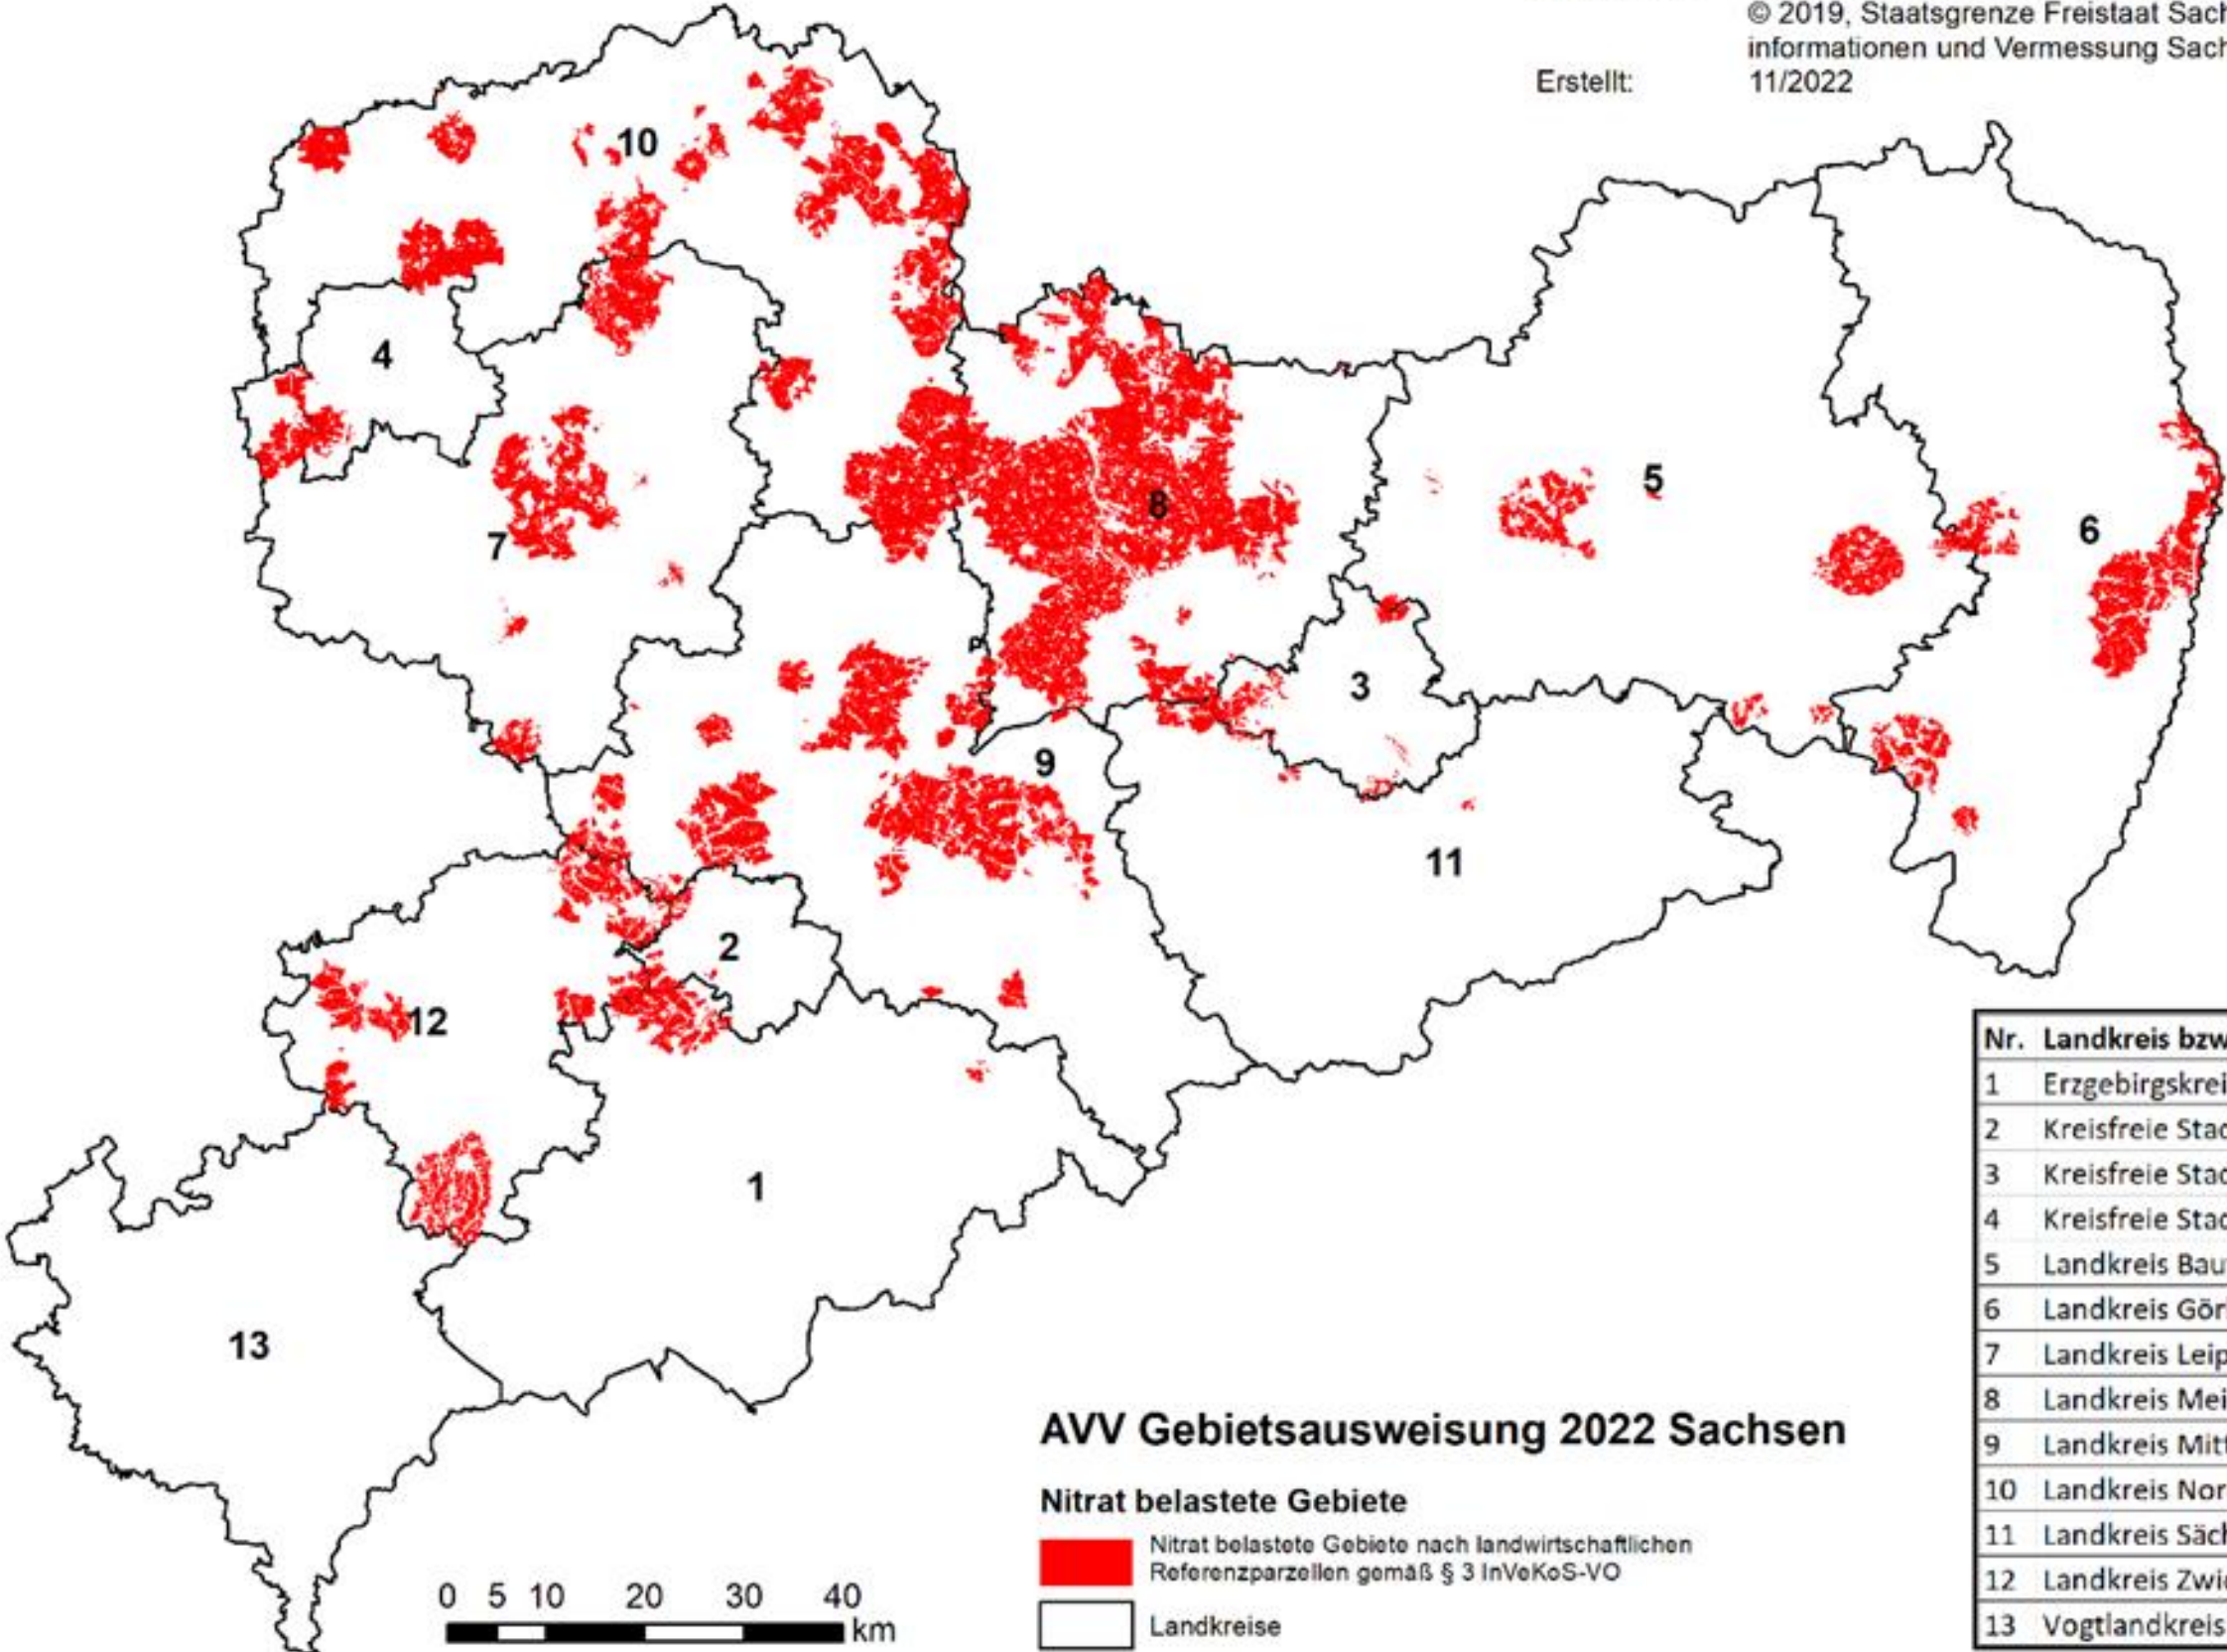 © 2019, Staatsgrenze Freistaat Sach
informationen und Vermessung Sach
Erstellt: 11/2022
10
4
5
8
6
7
3
9
11
2
12
1
13
Nr. Landkreis bzw
1 Erzgebirgskrei
2 Kreisfreie Stad
3 Kreisfreie Stad
4 Kreisfreie Stad
5 Landkreis Bau
6 Landkreis Gör
7 Landkreis Leip
8 Landkreis Mei
9 Landkreis Mitt
10 Landkreis Nor
11 Landkreis Säch
12 Landkreis Zwi
13 Vogtlandkreis
AVV Gebietsausweisung 2022 Sachsen
Nitrat belastete Gebiete
Nitrat belastete Gebiete nach landwirtschaftlichen
Referenzparzellen gemäß § 3 InVeKoS-VO
Landkreise
0 5 10 20 30 40
km